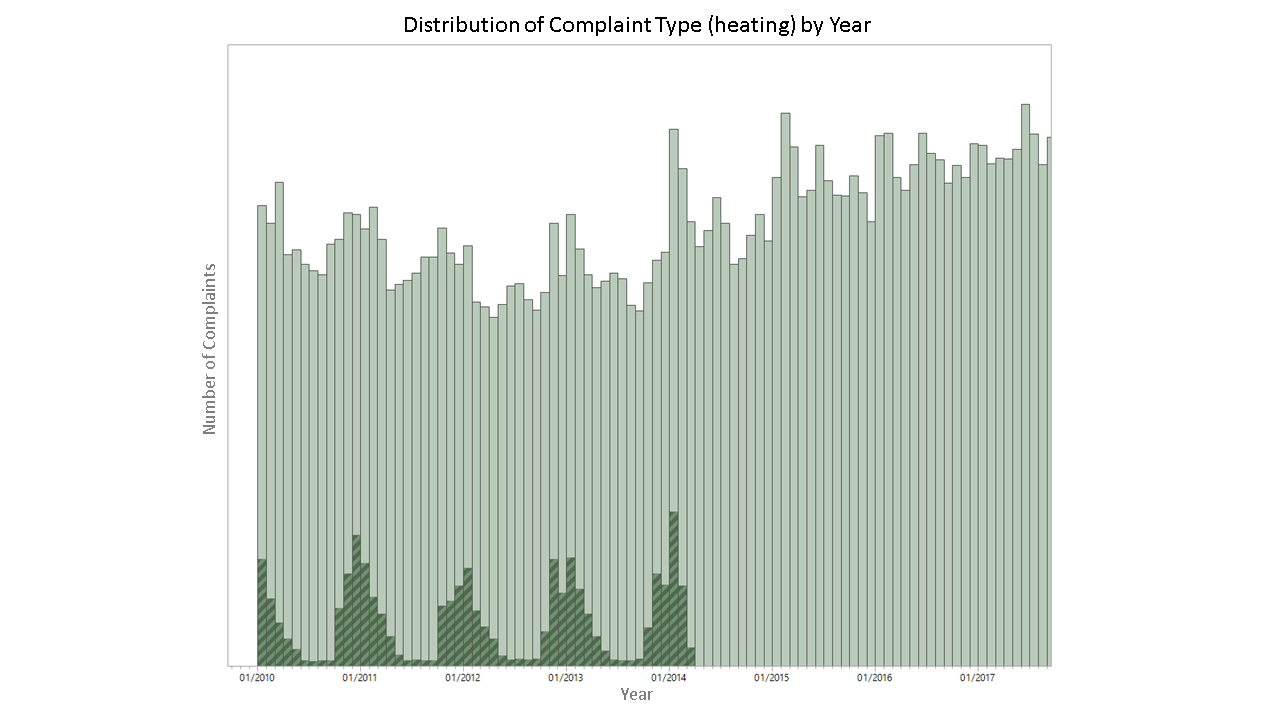 Distribution of Complaint Type (heating) by Year
Number of Complaints
01/2010 01/2011 01/2012 01/2013 01/2014 01/2015 01/2016 01/2017
Year